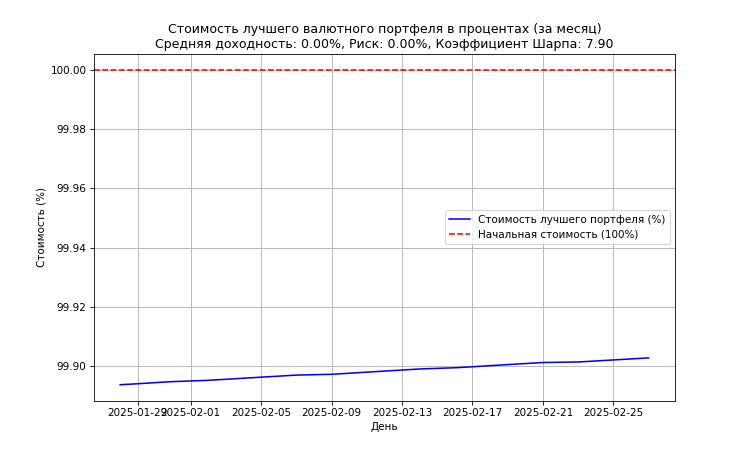 Стоимость лучшего валютного портфеля в процентах (за месяц)
Средняя доходность: 0.00%, Риск: 0.00%, Коэффициент Шарпа: 7.90
100.00
99.98
99.96
99.94
99.92
99.90
Стоимость (%)
Стоимость лучшего портфеля (%)
Начальная стоимость (100%)
2025-01-29
2025-02-01
2025-02-05
2025-02-09
2025-02-13
2025-02-17
2025-02-21
2025-02-25
День